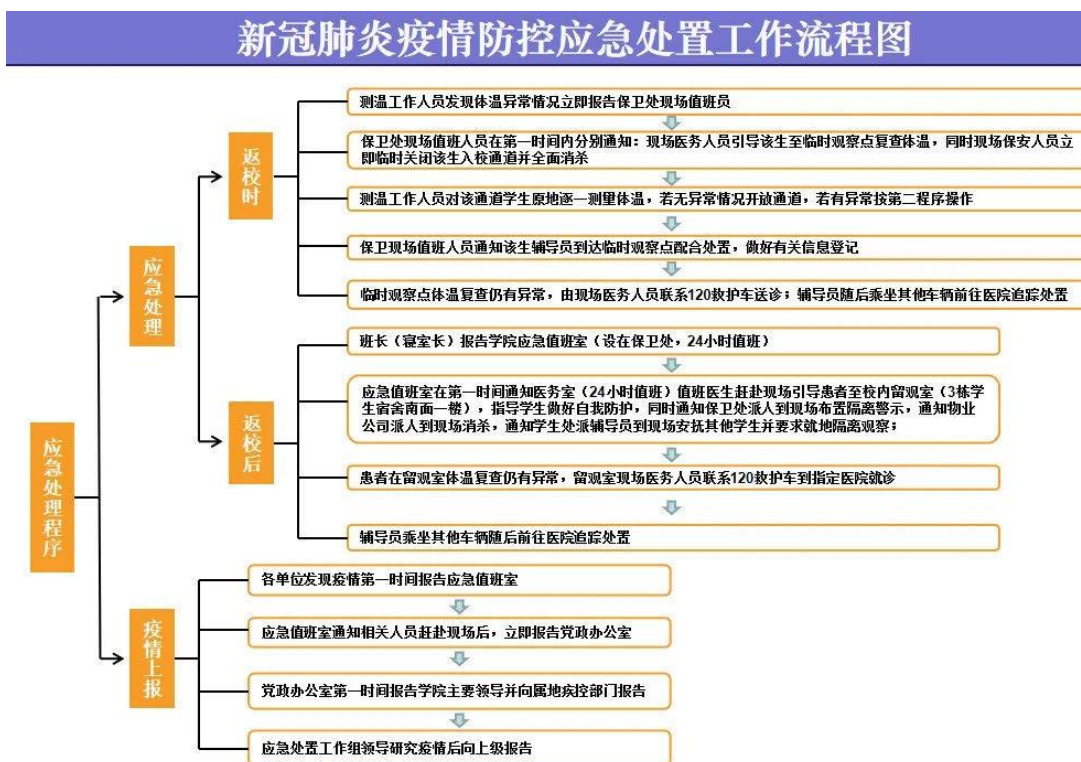 新冠肺炎疫情防控应急处置工作流程图
测温工作人员发现体温异常情况立即报告保卫处现场值班员
保卫处现场值班人员在第一时间内分别通知：现场医务人员引导该生至临时观察点复查体温，同时现场保安人员立
即临时关闭该生入校通道并全面消杀
返校时
测温工作人员对该通道学生原地逐一测量体温，若无异常情况开放通道，若有异常按第二程序操作
保卫现场值班人员通知该生辅导员到达临时观察点配合处置，做好有关信息登记
应急处理
临时观察点体温复查仍有异常，由现场医务人员联系120救护车送诊；辅导员随后乘坐其他车辆前往医院追踪处置
班长（寝室长）报告学院应急值班室（设在保卫处，24小时值班）
应急值班室在第一时间通知医务室（24小时值班）值班医生赶赴现场引导患者至校内留观室（3栋学
生宿舍南面一楼），指导学生做好自我防护，同时通知保卫处派人到现场布置隔离警示，通知物业
公司派人到现场消杀，通知学生处派辅导员到现场安抚其他学生并要求就地隔离观察；
返校后
患者在留观室体温复查仍有异常，留观室现场医务人员联系120救护车到指定医院就诊
应急处理程序
辅导员乘坐其他车辆随后前往医院追踪处置
各单位发现疫情第一时间报告应急值班室
应急值班室通知相关人员赶赴现场后，立即报告党政办公室
疫情上报
党政办公室第一时间报告学院主要领导并向属地疾控部门报告
应急处置工作组领导研究疫情后向上级报告